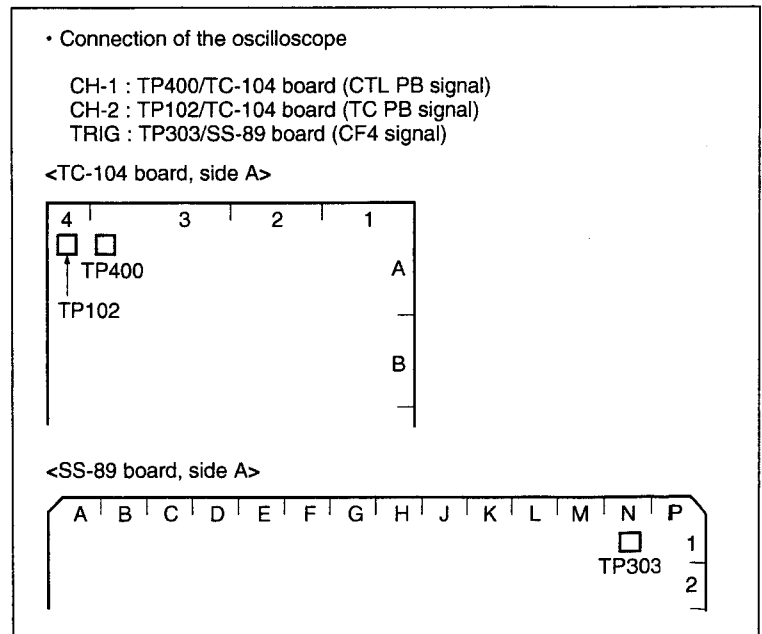 • Connection of the oscilloscope
CH-1 : TP400/TC-104 board (CTL PB signal)
CH-2 : TP102/TC-104 board (TC PB signal)
TRIG : TP303/SS-89 board (CF4 signal)
<TC-104 board, side A>
4 3 2 1
TP400
A
TP102
B
<SS-89 board, side A>
A B C D E F G H J K L M N P
1
TP303
2